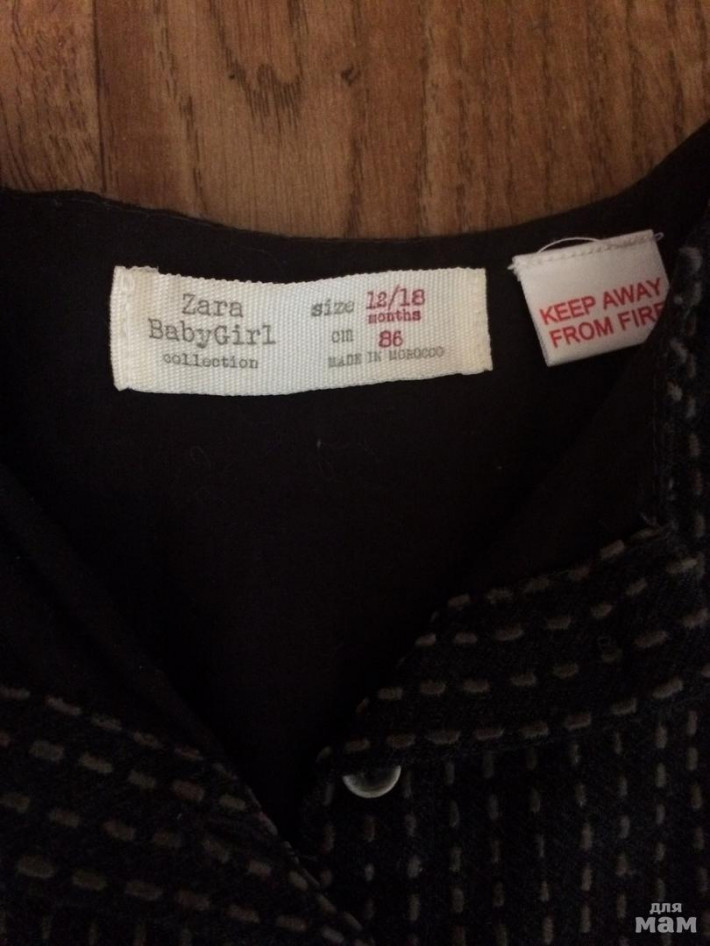 Zara
BabyGirl
collection
size 12/18
months
cm 86
MADE IN MOROCCO
KEEP AWAY
FROM FIRE
для
мам